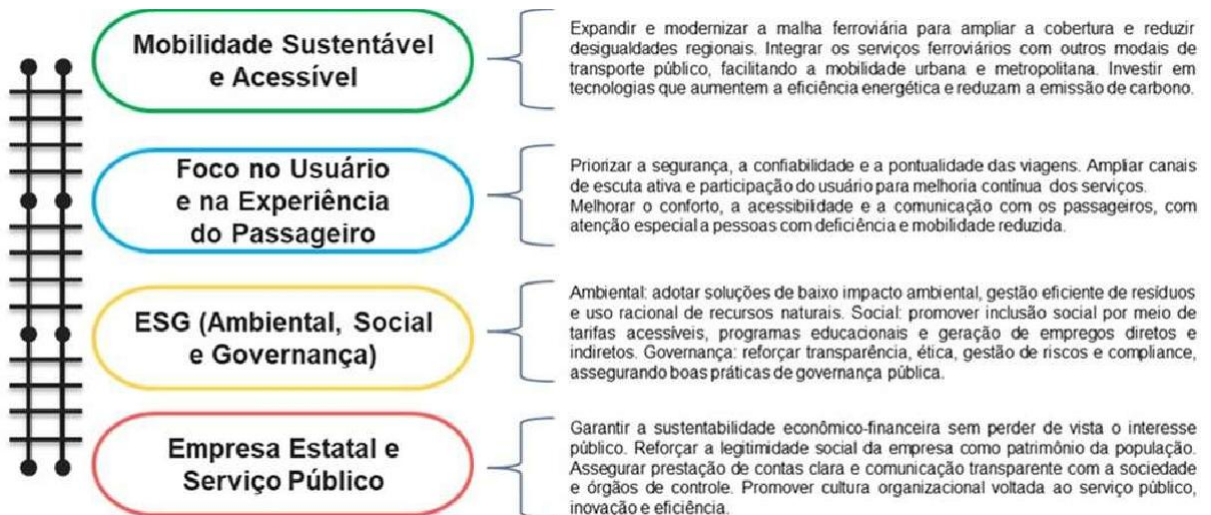 Mobilidade Sustentável
e Acessível
Expandir e modernizar a malha ferroviária para ampliar a cobertura e reduzir
desigualdades regionais. Integrar os serviços ferroviários com outros modais de
transporte público, facilitando a mobilidade urbana e metropolitana. Investir em
tecnologias que aumentem a eficiência energética e reduzam a emissão de carbono.
Foco no Usuário
e na Experiência
do Passageiro
Priorizar a segurança, a confiabilidade e a pontualidade das viagens. Ampliar canais
de escuta ativa e participação do usuário para melhoria contínua dos serviços.
Melhorar o conforto, a acessibilidade e a comunicação com os passageiros, com
atenção especial a pessoas com deficiência e mobilidade reduzida.
ESG (Ambiental, Social
e Governança)
Ambiental: adotar soluções de baixo impacto ambiental, gestão eficiente de resíduos
e uso racional de recursos naturais. Social: promover inclusão social por meio de
tarifas acessíveis, programas educacionais e geração de empregos diretos e
indiretos. Governança: reforçar transparência, ética, gestão de riscos e compliance,
assegurando boas práticas de governança pública.
Empresa Estatal e
Serviço Público
Garantir a sustentabilidade econômico-financeira sem perder de vista o interesse
público. Reforçar a legitimidade social da empresa como patrimônio da população.
Assegurar prestação de contas clara e comunicação transparente com a sociedade
e órgãos de controle. Promover cultura organizacional voltada ao serviço público,
inovação e eficiência.